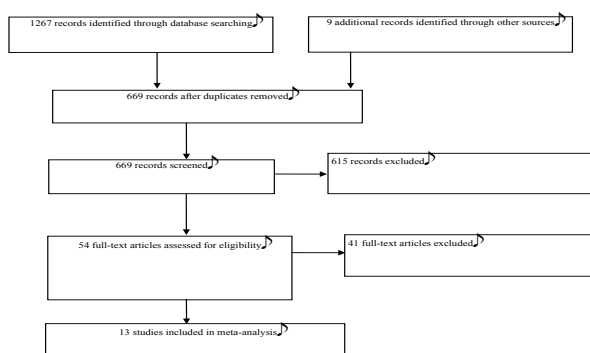 1267 records identified through database searching♪
9 additional records identified through other sources♪
669 records after duplicates removed♪
669 records screened♪
615 records excluded♪
54 full-text articles assessed for eligibility♪
41 full-text articles excluded♪
13 studies included in meta-analysis♪